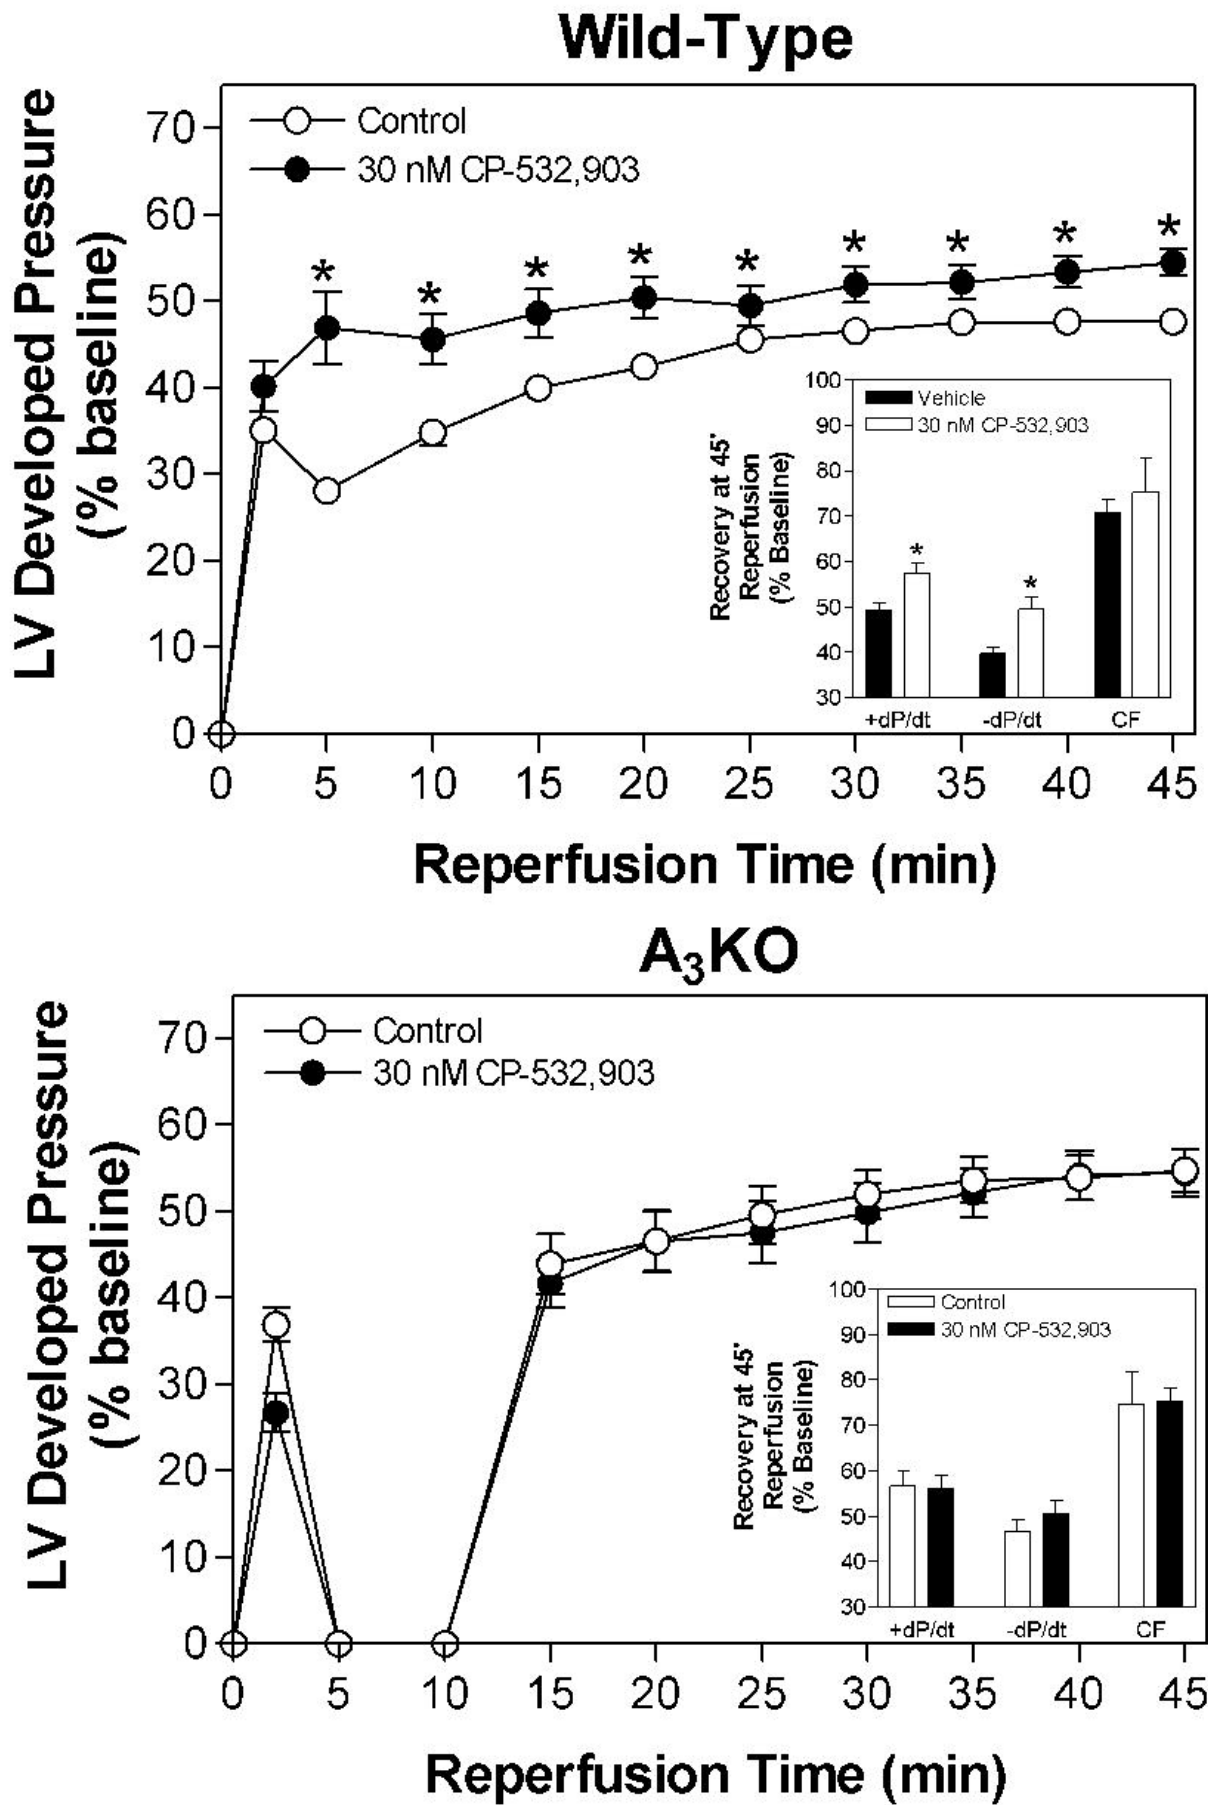 Wild-Type
LV Developed Pressure
(% baseline)
70
60
50
40
30
20
10
0
Control
30 nM CP-532,903
* * * * * * * * *
Recovery at 45'
Reperfusion
(% Baseline)
100
90
80
70
60
50
40
30
Vehicle
30 nM CP-532,903
* *
+dP/dt -dP/dt CF
0 5 10 15 20 25 30 35 40 45
Reperfusion Time (min)
A3KO
LV Developed Pressure
(% baseline)
70
60
50
40
30
20
10
0
Control
30 nM CP-532,903
Recovery at 45'
Reperfusion
(% Baseline)
100
90
80
70
60
50
40
30
Control
30 nM CP-532,903
+dP/dt -dP/dt CF
0 5 10 15 20 25 30 35 40 45
Reperfusion Time (min)